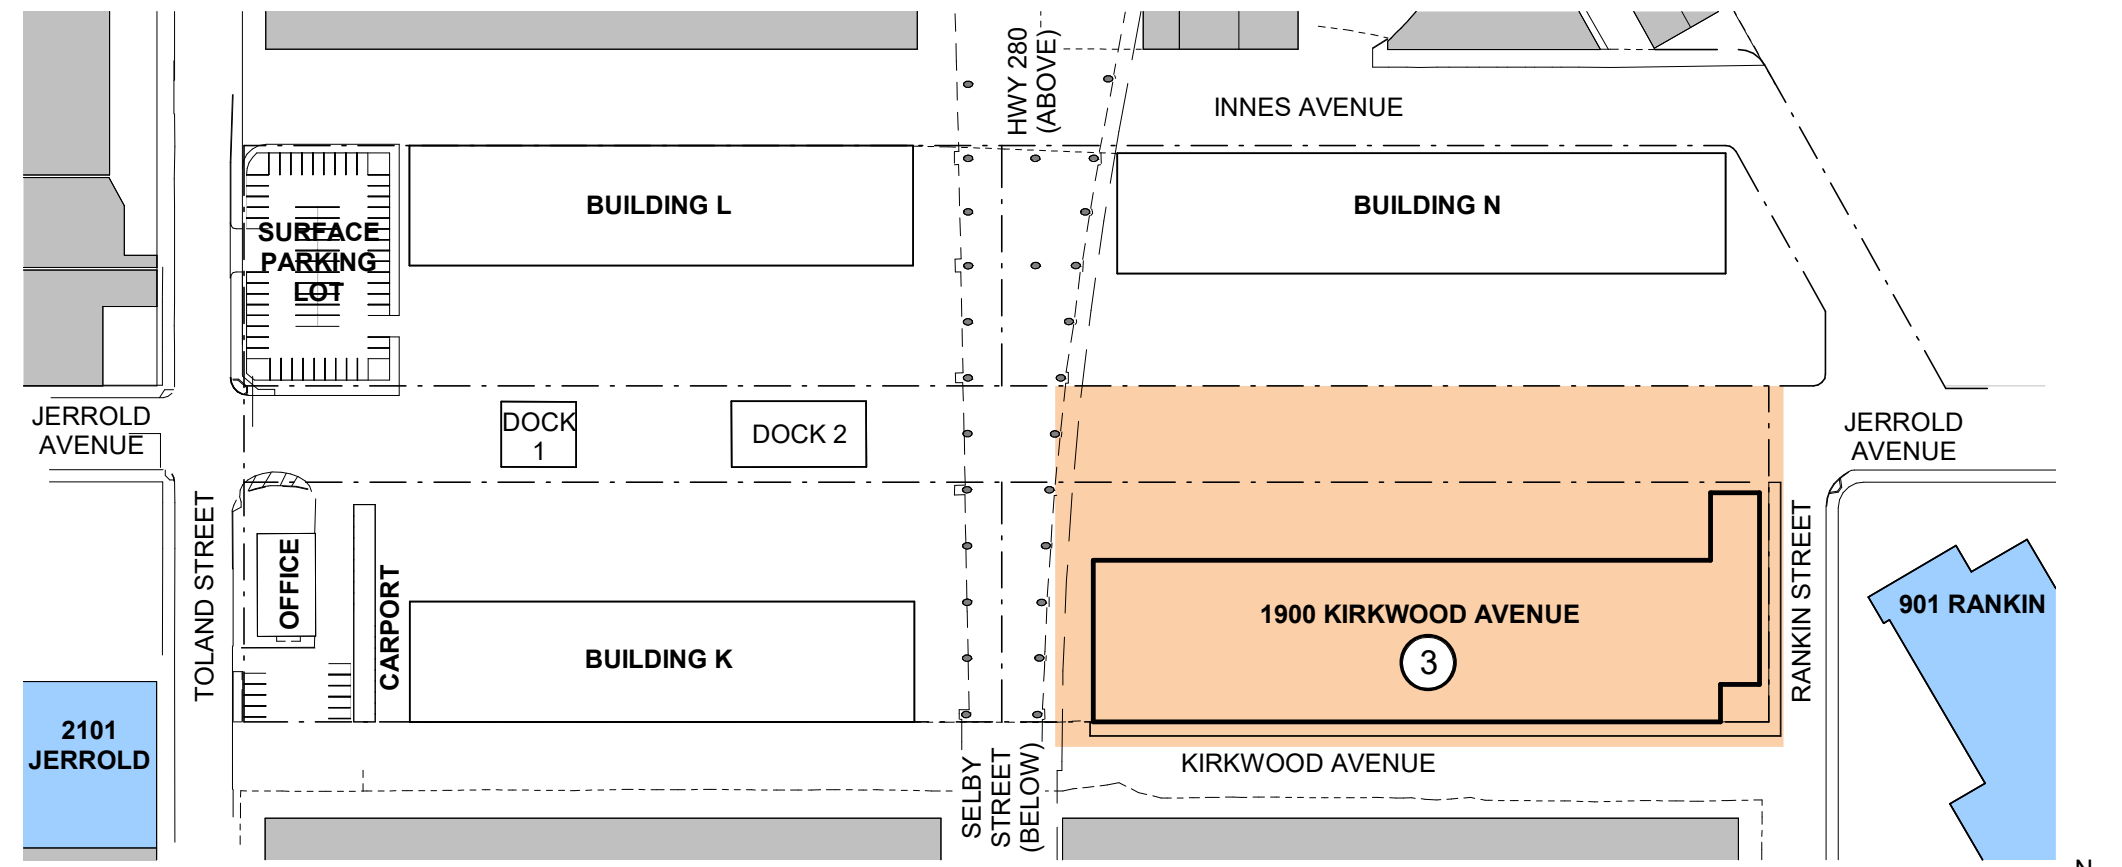 HWY 280
(ABOVE)
INNES AVENUE
BUILDING L
BUILDING N
SURFACE
PARKING
LOT
JERROLD
AVENUE
DOCK
1
DOCK 2
JERROLD
AVENUE
TOLAND STREET
OFFICE
CARPORT
BUILDING K
1900 KIRKWOOD AVENUE
3
RANKIN STREET
901 RANKIN
2101
JERROLD
SELBY
STREET
(BELOW)
KIRKWOOD AVENUE
N